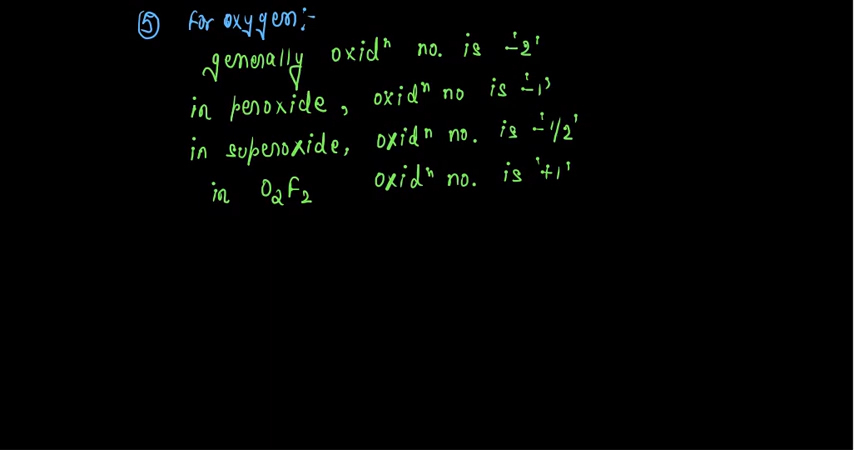 ⑤ For oxygen:-
generally oxidⁿ no. is '-2'
in peroxide, oxidⁿ no is '-1'
in superoxide, oxidⁿ no. is '-1/2'
in O₂F₂ oxidⁿ no. is '+1'